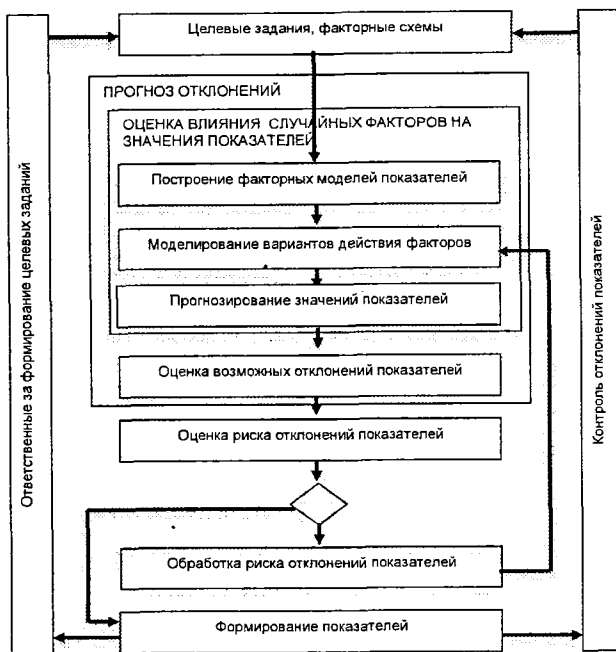 Целевые задания, факторные схемы
ПРОГНОЗ ОТКЛОНЕНИЙ
ОЦЕНКА ВЛИЯНИЯ СЛУЧАЙНЫХ ФАКТОРОВ НА
ЗНАЧЕНИЯ ПОКАЗАТЕЛЕЙ
Построение факторных моделей показателей
Моделирование вариантов действия факторов
Прогнозирование значений показателей
Оценка возможных отклонений показателей
Оценка риска отклонений показателей
Обработка риска отклонений показателей
Формирование показателей
Ответственные за формирование целевых заданий
Контроль отклонений показателей